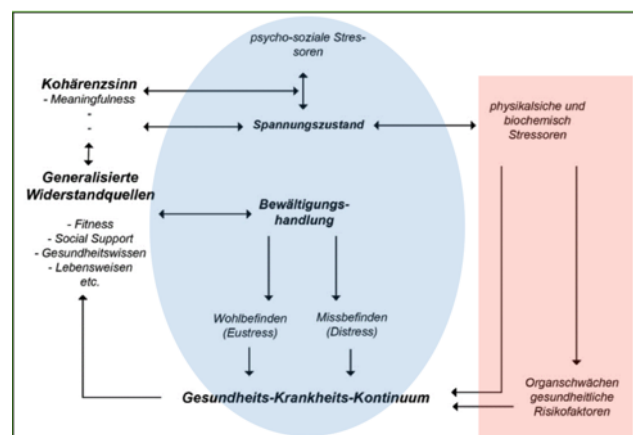 psycho-soziale Stres-
soren
Kohärenzsinn
- Meaningfulness
-
-
Spannungszustand
physikalsiche und
biochemisch
Stressoren
Generalisierte
Widerstandquellen
- Fitness
- Social Support
- Gesundheitswissen
- Lebensweisen
etc.
Bewältigungs-
handlung
Wohlbefinden
(Eustress)
Missbefinden
(Distress)
Gesundheits-Krankheits-Kontinuum
Organschwächen
gesundheitliche
Risikofaktoren